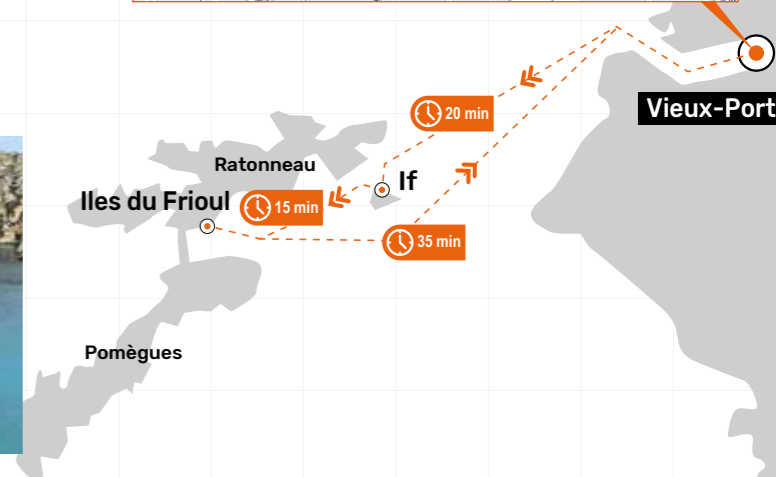 Vieux-Port
20 min
Ratonneau
If
Iles du Frioul
15 min
35 min
Pomègues